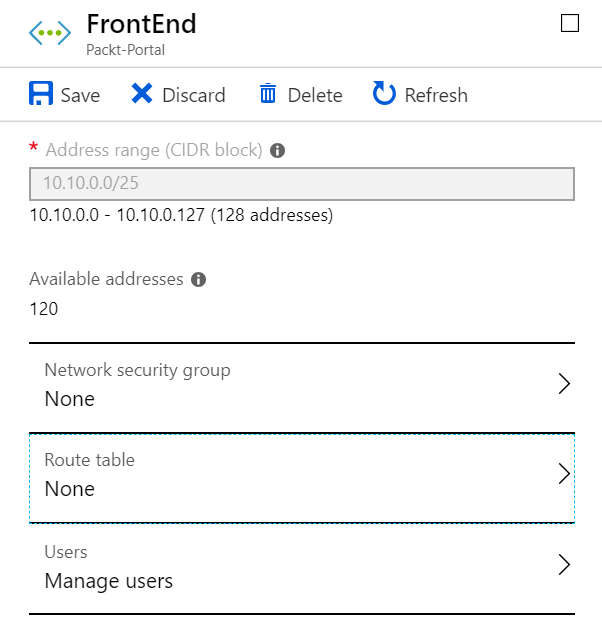 FrontEnd
Packt-Portal
Save Discard Delete Refresh
* Address range (CIDR block)
10.10.0.0/25
10.10.0.0 - 10.10.0.127 (128 addresses)
Available addresses
120
Network security group
None
Route table
None
Users
Manage users